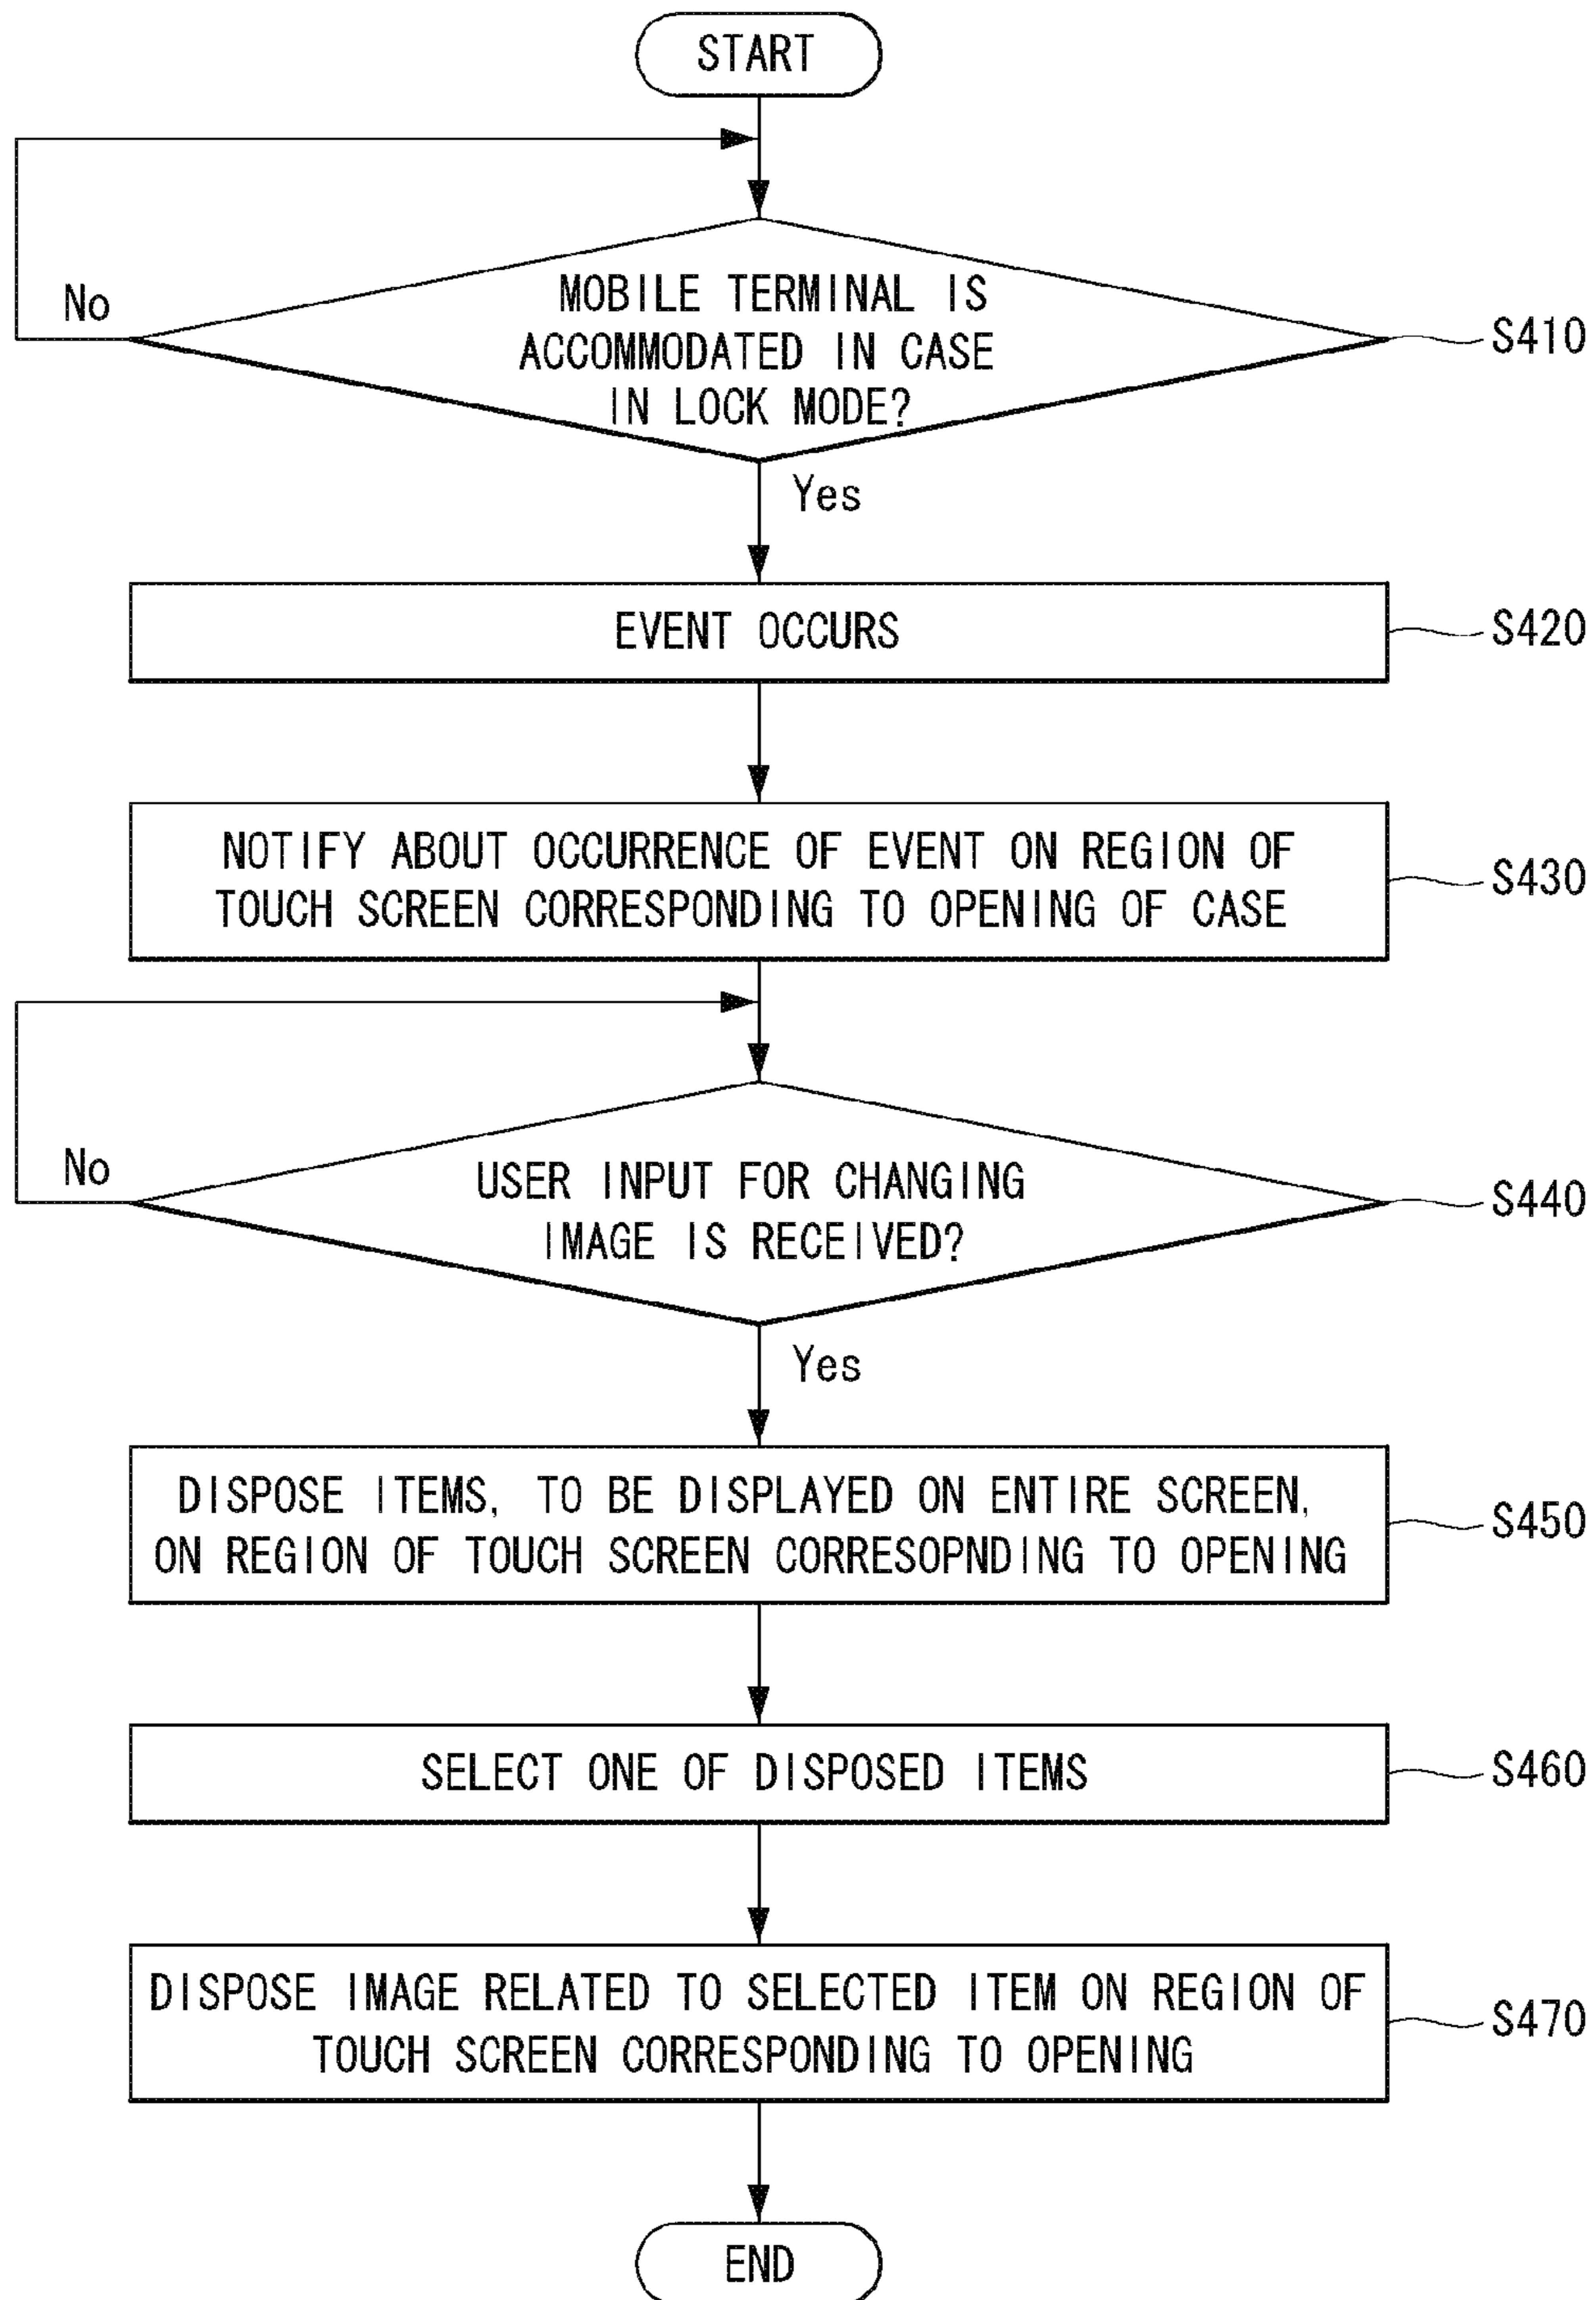 START
No
MOBILE TERMINAL IS
ACCOMMODATED IN CASE
IN LOCK MODE?
S410
Yes
EVENT OCCURS
S420
NOTIFY ABOUT OCCURRENCE OF EVENT ON REGION OF
TOUCH SCREEN CORRESPONDING TO OPENING OF CASE
S430
No
USER INPUT FOR CHANGING
IMAGE IS RECEIVED?
S440
Yes
DISPOSE ITEMS, TO BE DISPLAYED ON ENTIRE SCREEN,
ON REGION OF TOUCH SCREEN CORRESOPNDING TO OPENING
S450
SELECT ONE OF DISPOSED ITEMS
S460
DISPOSE IMAGE RELATED TO SELECTED ITEM ON REGION OF
TOUCH SCREEN CORRESPONDING TO OPENING
S470
END